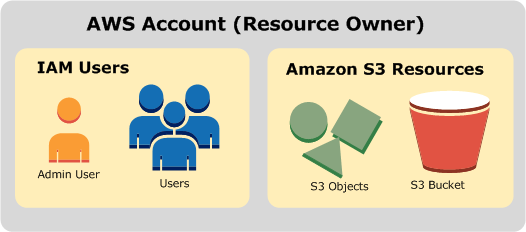 AWS Account (Resource Owner)
IAM Users
Admin User
Users
Amazon S3 Resources
S3 Objects
S3 Bucket